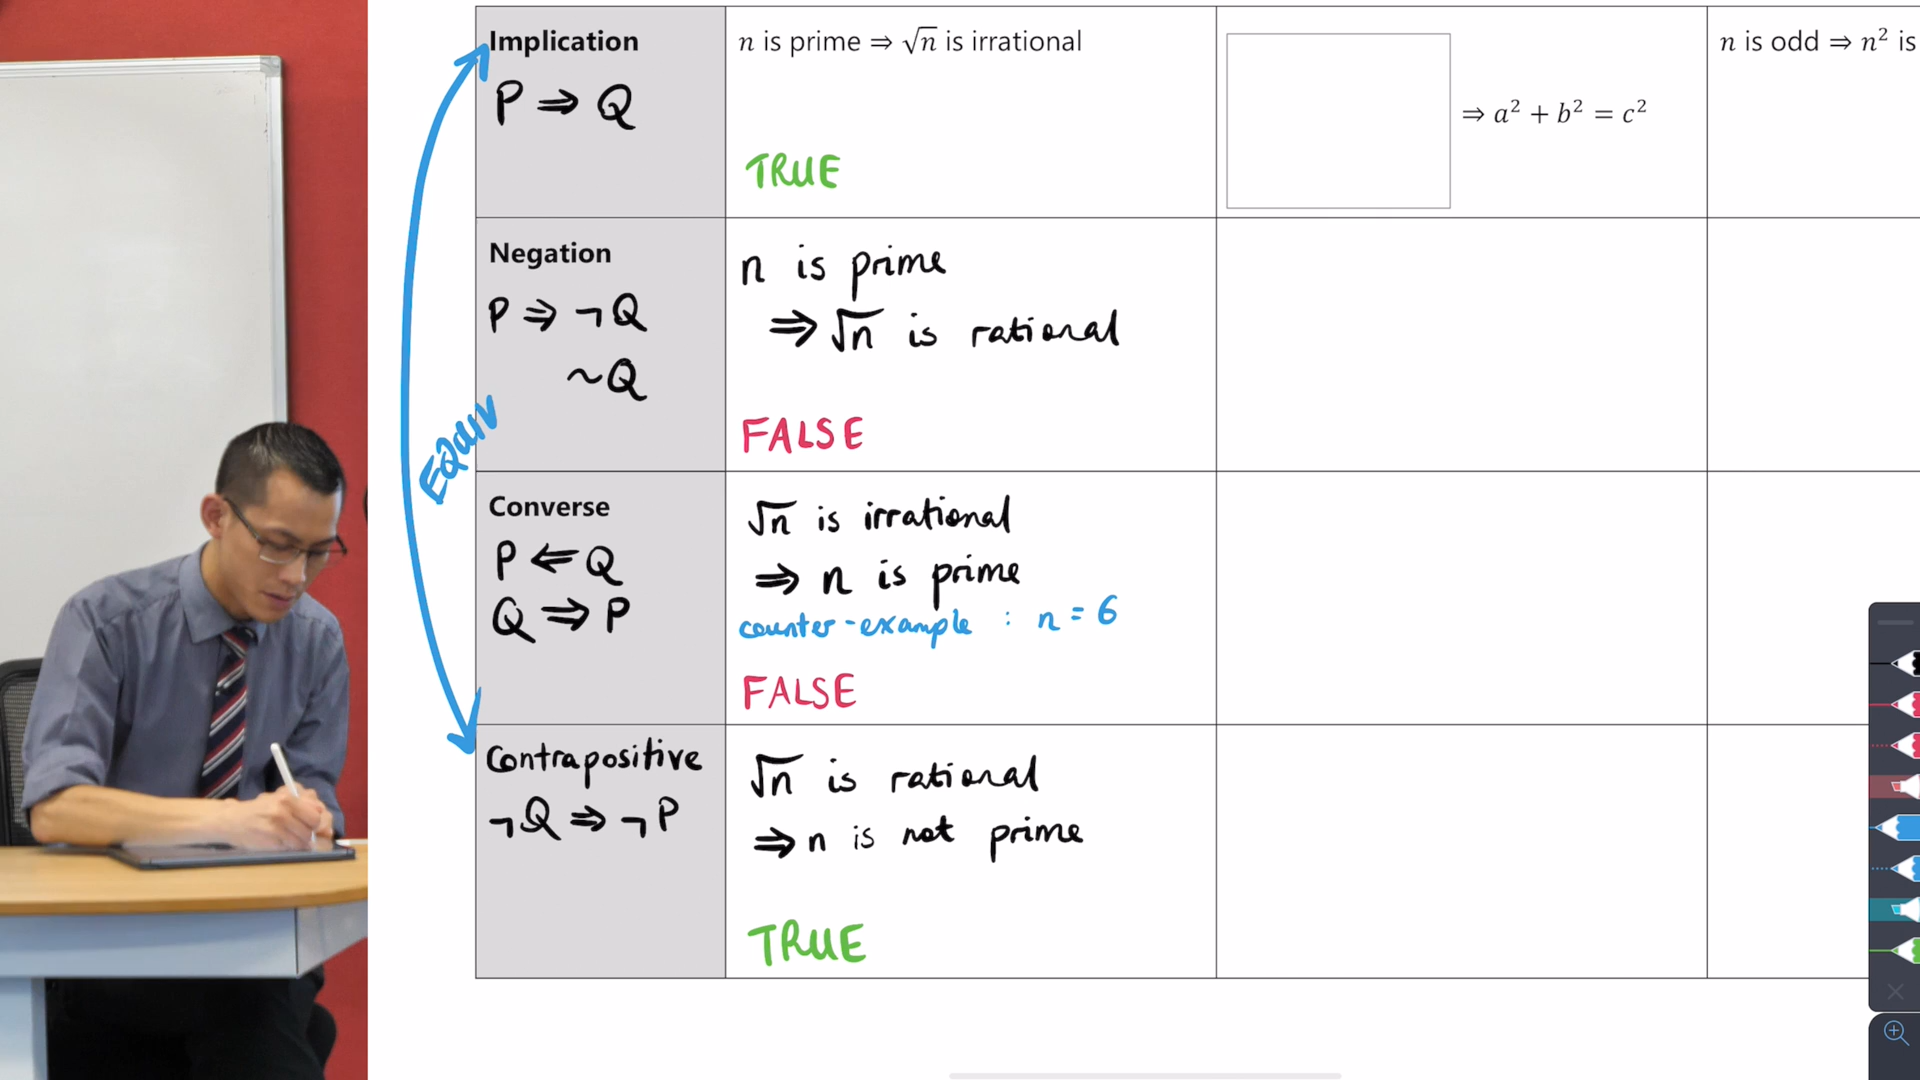 Implication
P ⇒ Q
n is prime ⇒ √n is irrational
TRUE
⇒ a² + b² = c²
n is odd ⇒ n² is
Negation
P ⇒ ¬Q
~Q
n is prime
⇒ √n is rational
FALSE
EQUIV
Converse
P ⇐ Q
Q ⇒ P
√n is irrational
⇒ n is prime
counter-example : n = 6
FALSE
Contrapositive
¬Q ⇒ ¬P
√n is rational
⇒ n is not prime
TRUE